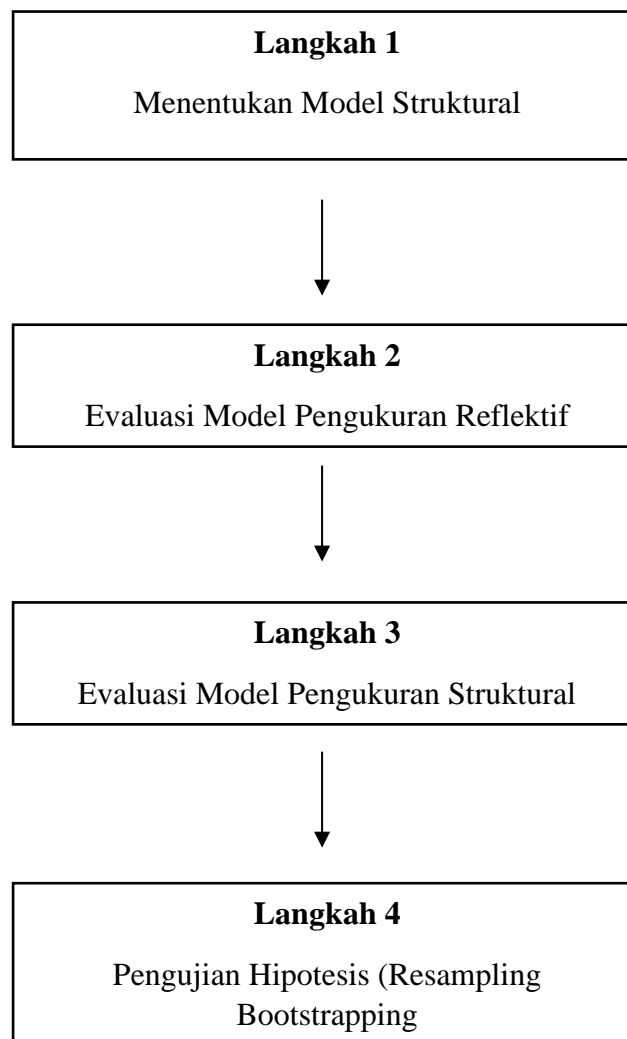 Langkah 1
Menentukan Model Struktural
Langkah 2
Evaluasi Model Pengukuran Reflektif
Langkah 3
Evaluasi Model Pengukuran Struktural
Langkah 4
Pengujian Hipotesis (Resampling
Bootstrapping